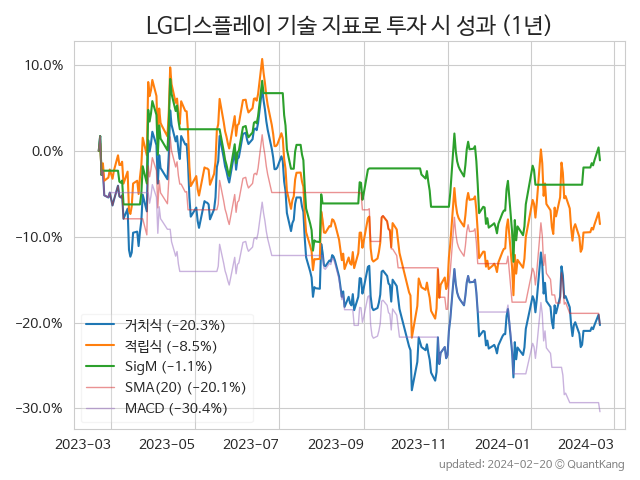 LG디스플레이 기술 지표로 투자 시 성과 (1년)
10.0%
0.0%
−10.0%
−20.0%
−30.0%
거치식 (−20.3%)
적립식 (−8.5%)
SigM (−1.1%)
SMA(20) (−20.1%)
MACD (−30.4%)
2023-03 2023-05 2023-07 2023-09 2023-11 2024-01 2024-03
updated: 2024-02-20 © QuantKang